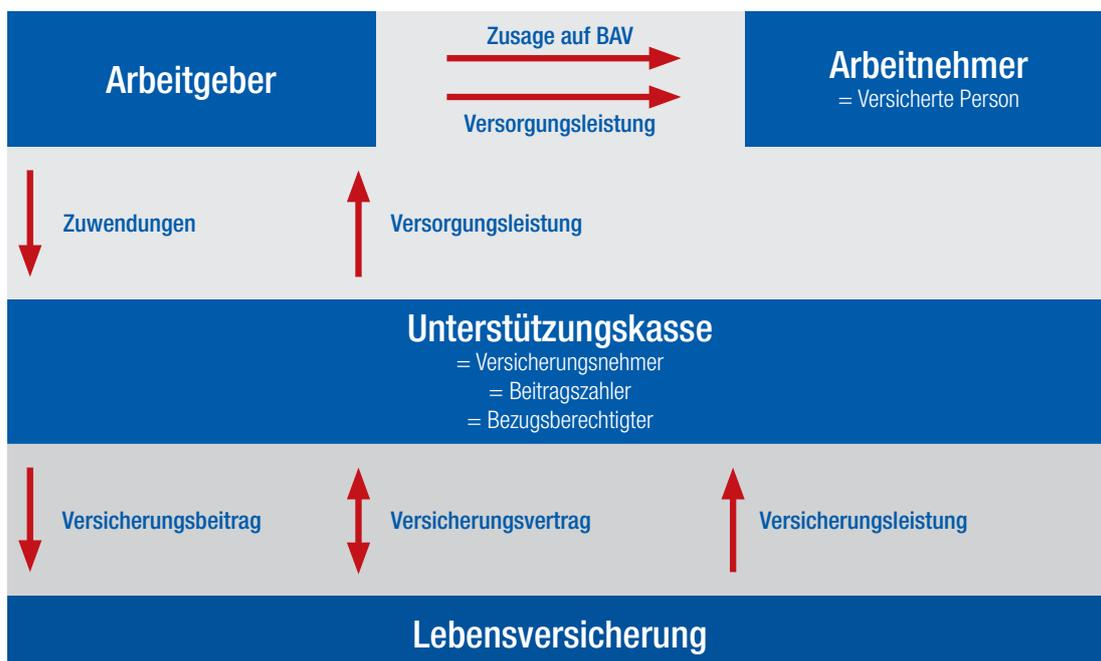 Arbeitgeber
Zusage auf BAV
Versorgungsleistung
Arbeitnehmer
= Versicherte Person
Zuwendungen
Versorgungsleistung
Unterstützungskasse
= Versicherungsnehmer
= Beitragszahler
= Bezugsberechtigter
Versicherungsbeitrag
Versicherungsvertrag
Versicherungsleistung
Lebensversicherung